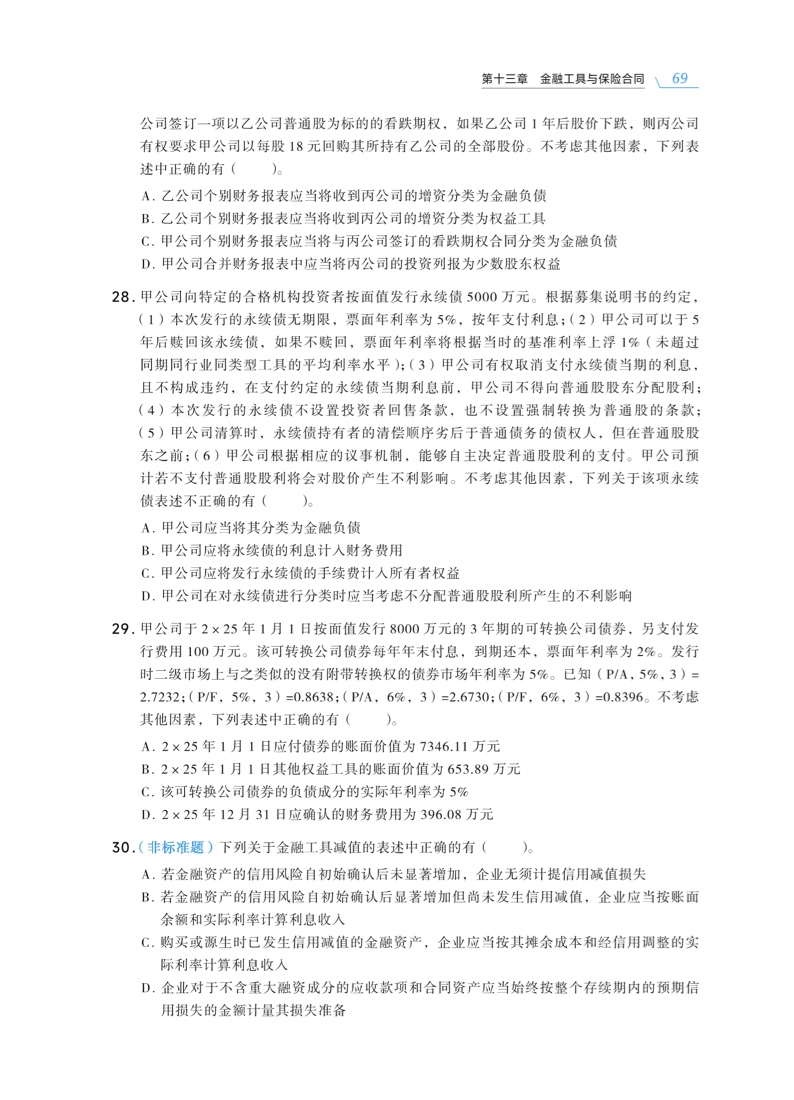 第十三章 金融工具与保险合同 69
公司签订一项以乙公司普通股为标的的看跌期权，如果乙公司 1 年后股价下跌，则丙公司
有权要求甲公司以每股 18 元回购其所持有乙公司的全部股份。不考虑其他因素，下列表
述中正确的有（　　）。
A. 乙公司个别财务报表应当将收到丙公司的增资分类为金融负债
B. 乙公司个别财务报表应当将收到丙公司的增资分类为权益工具
C. 甲公司个别财务报表应当将与丙公司签订的看跌期权合同分类为金融负债
D. 甲公司合并财务报表中应当将丙公司的投资列报为少数股东权益
28. 甲公司向特定的合格机构投资者按面值发行永续债 5000 万元。根据募集说明书的约定，
（1）本次发行的永续债无期限，票面年利率为 5%，按年支付利息；（2）甲公司可以于 5
年后赎回该永续债，如果不赎回，票面年利率将根据当时的基准利率上浮 1%（未超过
同期同行业同类型工具的平均利率水平）；（3）甲公司有权取消支付永续债当期的利息，
且不构成违约，在支付约定的永续债当期利息前，甲公司不得向普通股股东分配股利；
（4）本次发行的永续债不设置投资者回售条款，也不设置强制转换为普通股的条款；
（5）甲公司清算时，永续债持有者的清偿顺序劣后于普通债务的债权人，但在普通股股
东之前；（6）甲公司根据相应的议事机制，能够自主决定普通股股利的支付。甲公司预
计若不支付普通股股利将会对股价产生不利影响。不考虑其他因素，下列关于该项永续
债表述不正确的有（　　）。
A. 甲公司应当将其分类为金融负债
B. 甲公司应将永续债的利息计入财务费用
C. 甲公司应将发行永续债的手续费计入所有者权益
D. 甲公司在对永续债进行分类时应当考虑不分配普通股股利所产生的不利影响
29. 甲公司于 2×25 年 1 月 1 日按面值发行 8000 万元的 3 年期的可转换公司债券，另支付发
行费用 100 万元。该可转换公司债券每年年末付息，到期还本，票面年利率为 2%。发行
时二级市场上与之类似的没有附带转换权的债券市场年利率为 5%。已知（P/A，5%，3）=
2.7232；（P/F，5%，3）=0.8638；（P/A，6%，3）=2.6730；（P/F，6%，3）=0.8396。不考虑
其他因素，下列表述中正确的有（　　）。
A. 2×25 年 1 月 1 日应付债券的账面价值为 7346.11 万元
B. 2×25 年 1 月 1 日其他权益工具的账面价值为 653.89 万元
C. 该可转换公司债券的负债成分的实际年利率为 5%
D. 2×25 年 12 月 31 日应确认的财务费用为 396.08 万元
30.（非标准题）下列关于金融工具减值的表述中正确的有（　　）。
A. 若金融资产的信用风险自初始确认后未显著增加，企业无须计提信用减值损失
B. 若金融资产的信用风险自初始确认后显著增加但尚未发生信用减值，企业应当按账面
余额和实际利率计算利息收入
C. 购买或源生时已发生信用减值的金融资产，企业应当按其摊余成本和经信用调整的实
际利率计算利息收入
D. 企业对于不含重大融资成分的应收款项和合同资产应当始终按整个存续期内的预期信
用损失的金额计量其损失准备